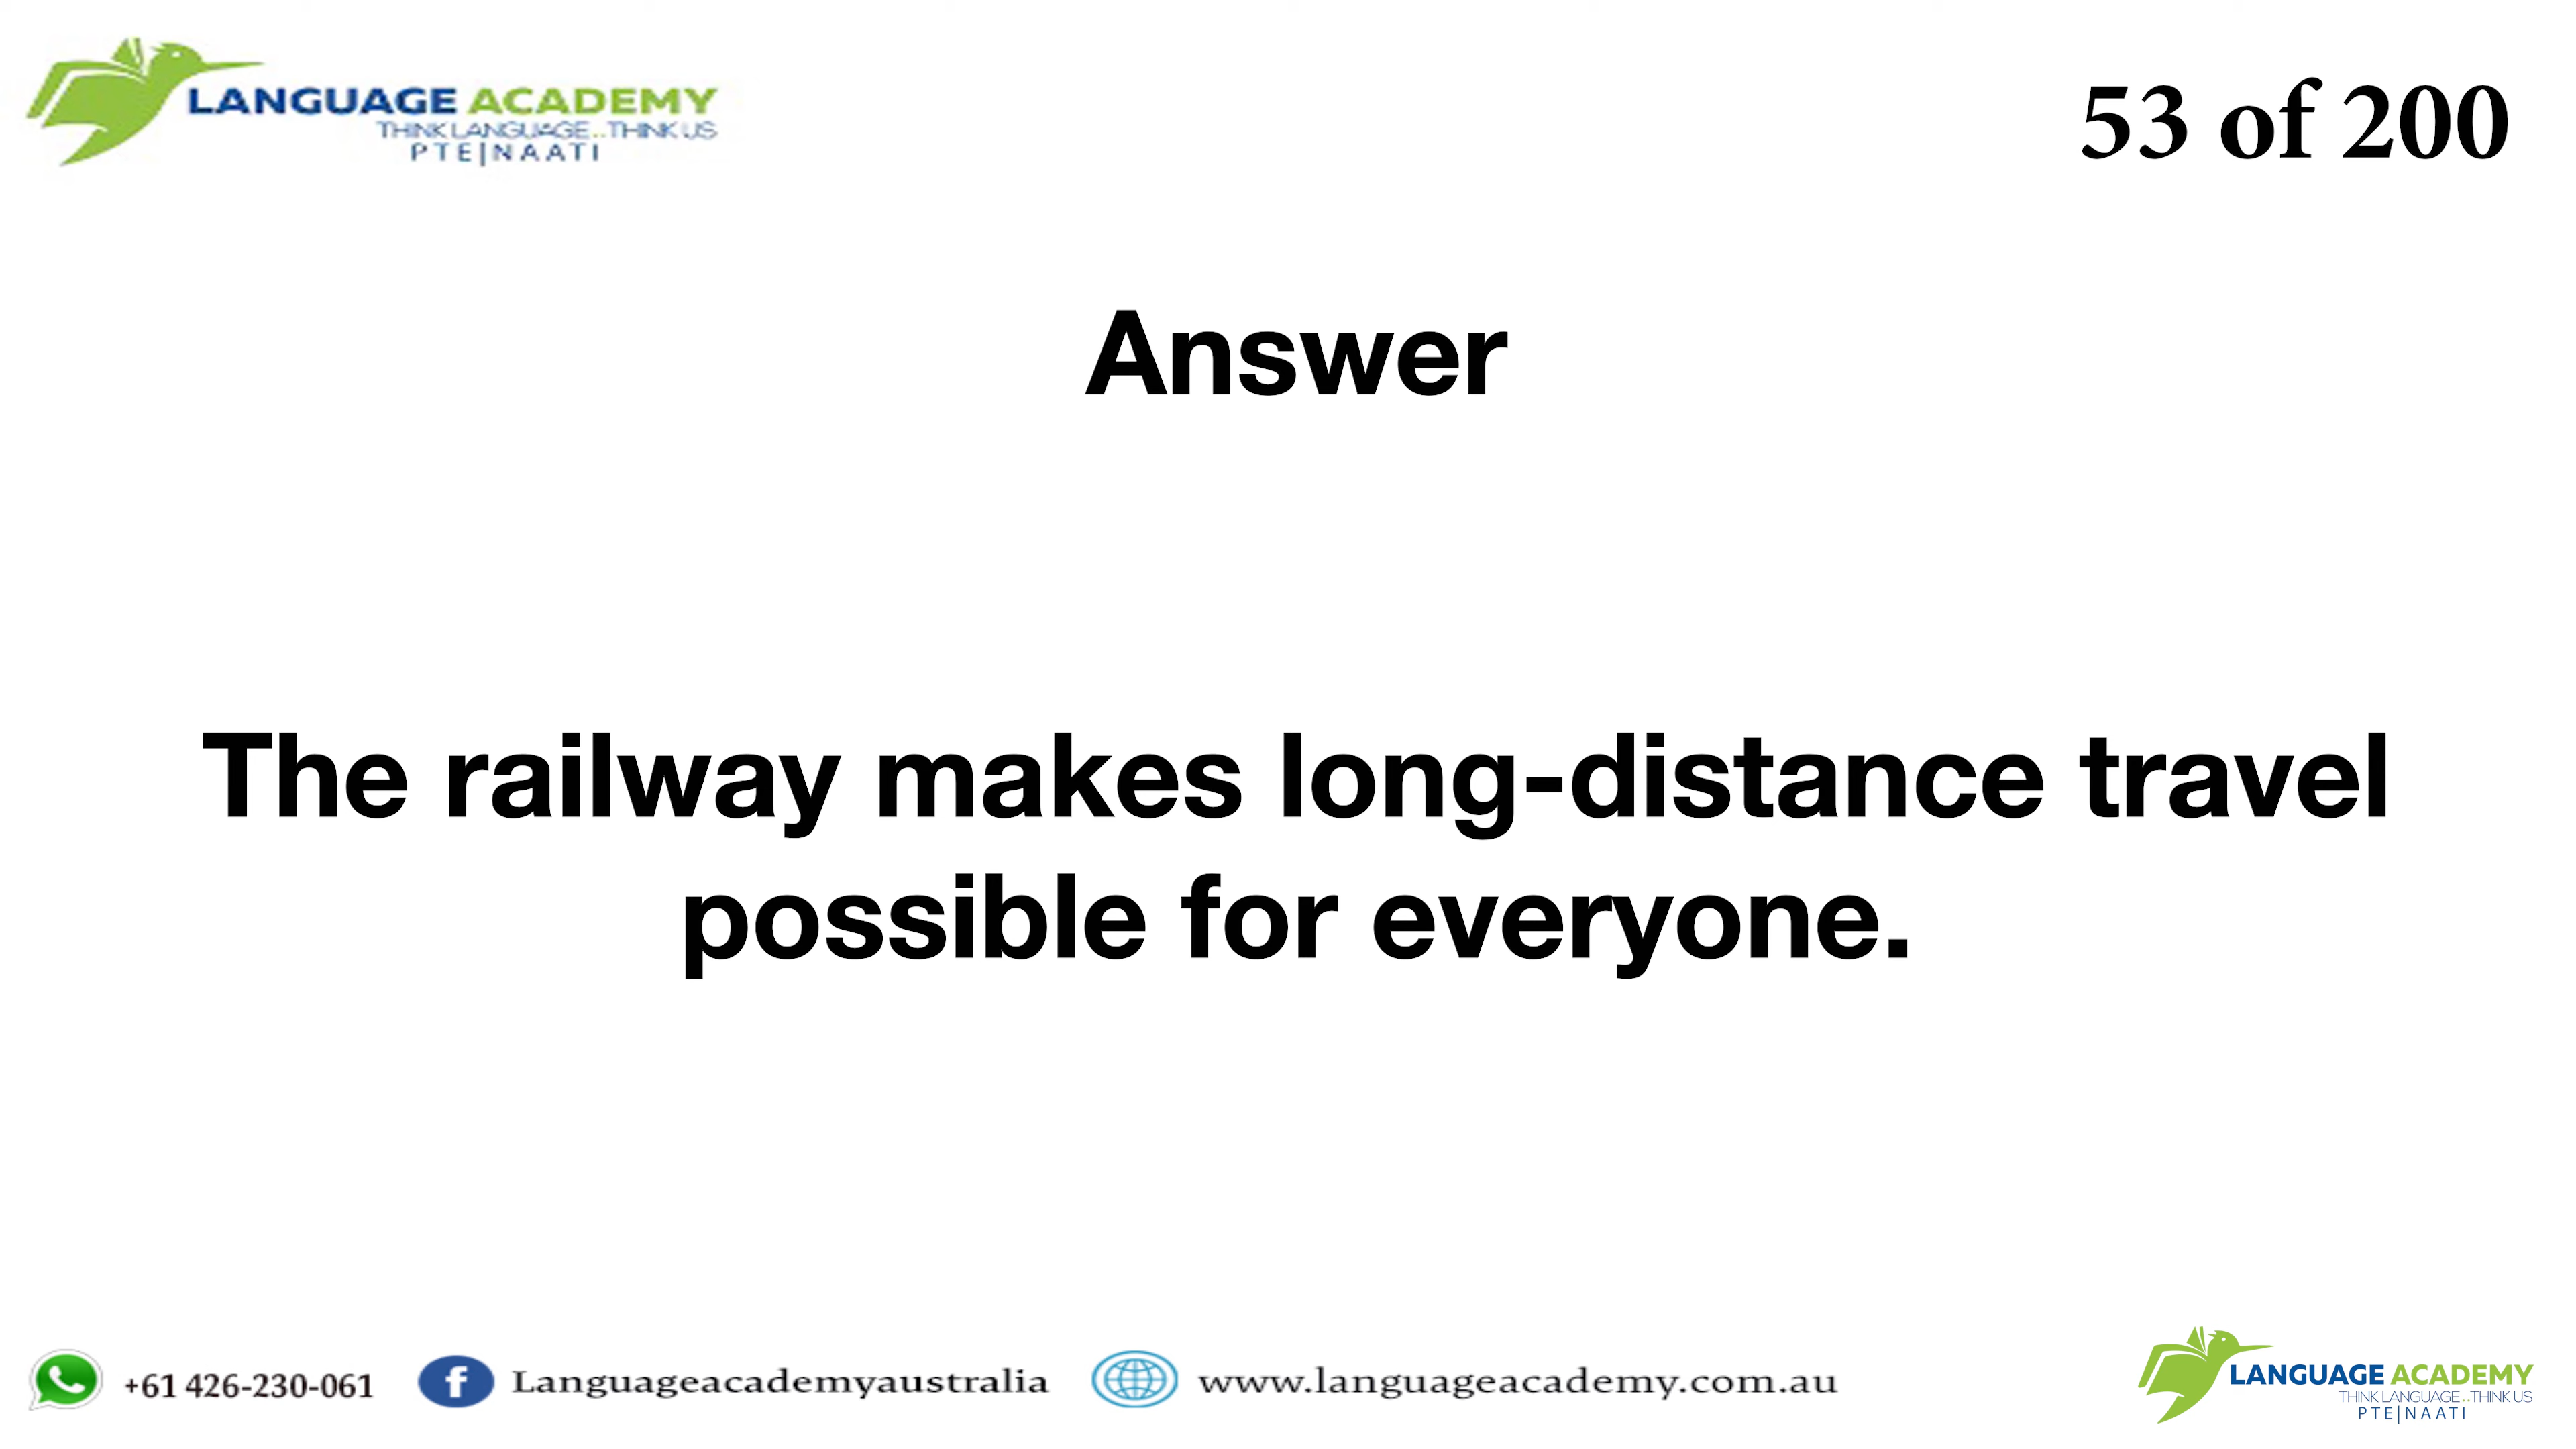 LANGUAGE ACADEMY
THINK LANGUAGE..THINK US
PTE|NAATI
53 of 200
Answer
The railway makes long-distance travel
possible for everyone.
+61 426-230-061
Languageacademyaustralia
www.languageacademy.com.au
LANGUAGE ACADEMY
THINK LANGUAGE..THINK US
PTE|NAATI